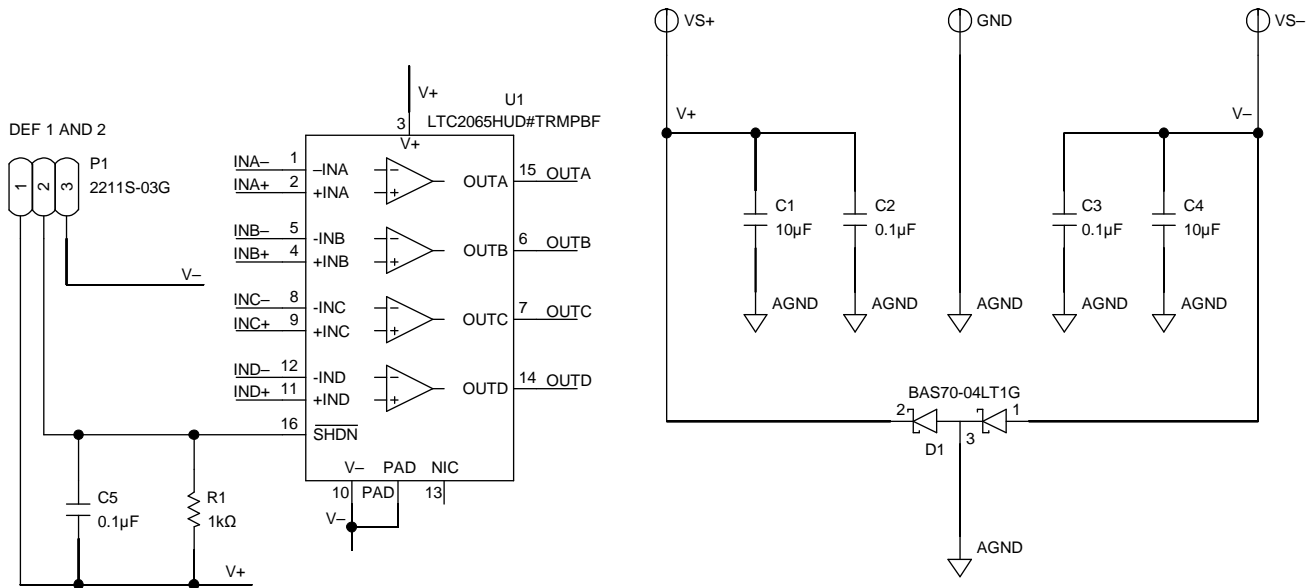 DEF 1 AND 2
P1
2211S-03G
1
2
3
V–
V+
U1
LTC2065HUD#TRMPBF
3
V+
INA– 1 –INA
INA+ 2 +INA
OUTA 15 OUTA
INB– 5 -INB
INB+ 4 +INB
OUTB 6 OUTB
INC– 8 -INC
INC+ 9 +INC
OUTC 7 OUTC
IND– 12 -IND
IND+ 11 +IND
OUTD 14 OUTD
16 SHDN
V– PAD NIC
10 PAD 13
V–
C5
0.1µF
R1
1kΩ
V+
VS+
GND
VS–
V+
V–
C1
10µF
C2
0.1µF
C3
0.1µF
C4
10µF
AGND
AGND
AGND
AGND
AGND
BAS70-04LT1G
2
1
3
D1
AGND